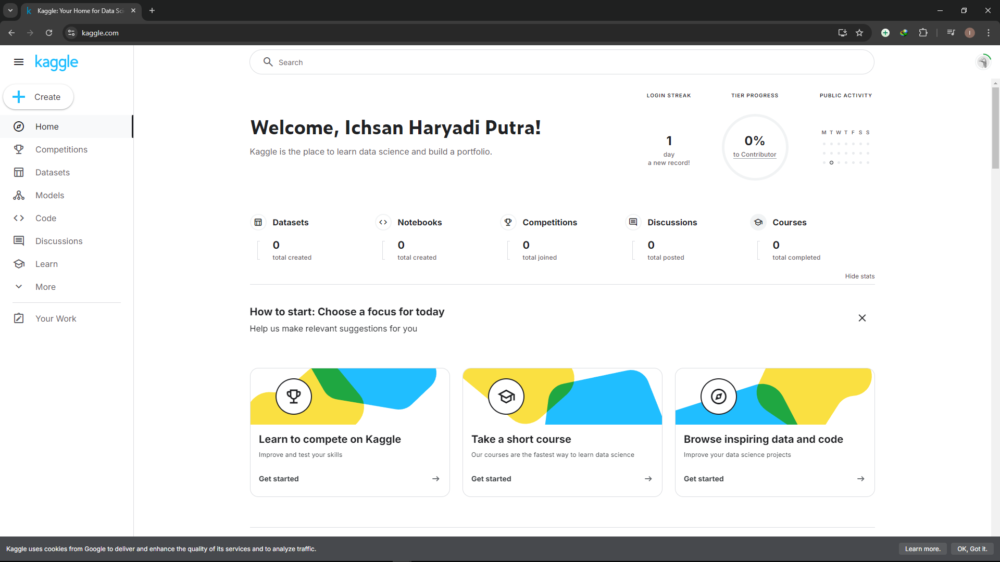 Kaggle: Your Home for Data Sci
kaggle.com
I
kaggle
Search
Create
Home
Competitions
Datasets
Models
Code
Discussions
Learn
More
Your Work
Welcome, Ichsan Haryadi Putra!
Kaggle is the place to learn data science and build a portfolio.
LOGIN STREAK
1
day
a new record!
TIER PROGRESS
0%
to Contributor
PUBLIC ACTIVITY
M T W T F S S
Datasets
0
total created
Notebooks
0
total created
Competitions
0
total joined
Discussions
0
total posted
Courses
0
total completed
Hide stats
How to start: Choose a focus for today
Help us make relevant suggestions for you
Learn to compete on Kaggle
Improve and test your skills
Get started
Take a short course
Our courses are the fastest way to learn data science
Get started
Browse inspiring data and code
Improve your data science projects
Get started
Kaggle uses cookies from Google to deliver and enhance the quality of its services and to analyze traffic.
Learn more.
OK, Got it.